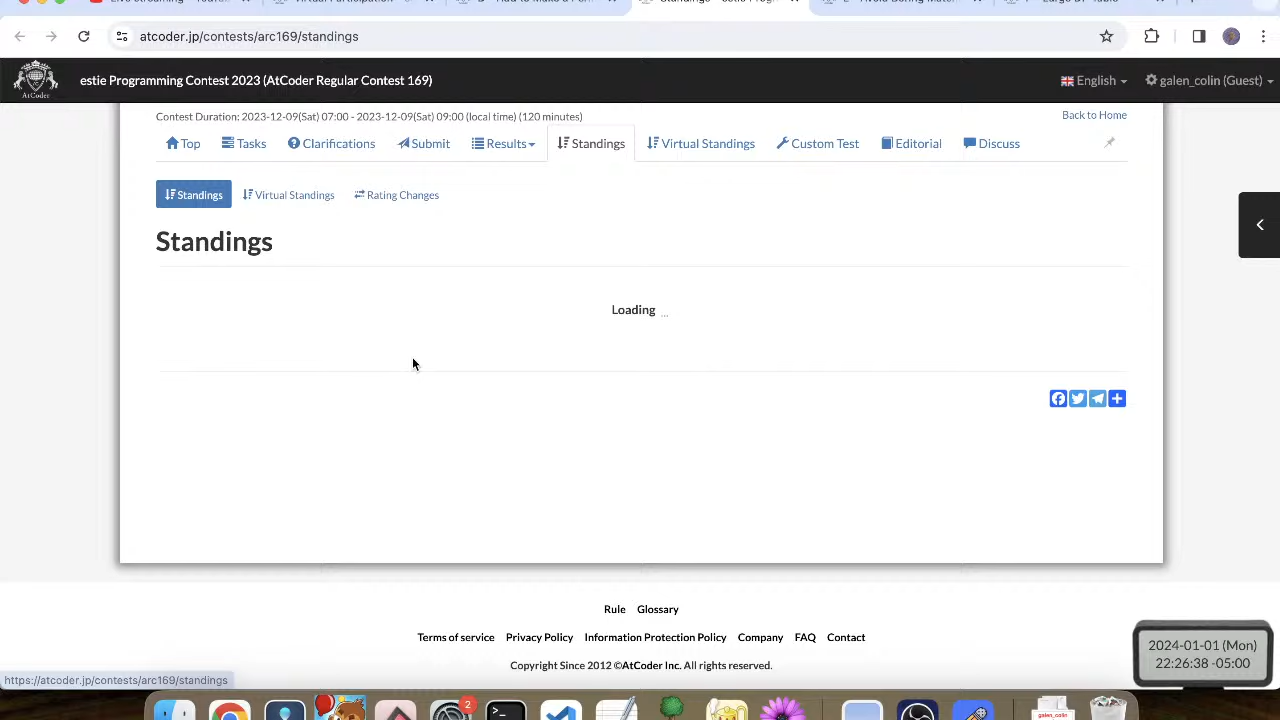 atcoder.jp/contests/arc169/standings
AtCoder
estie Programming Contest 2023 (AtCoder Regular Contest 169)
English
galen_colin (Guest)
Contest Duration: 2023-12-09(Sat) 07:00 - 2023-12-09(Sat) 09:00 (local time) (120 minutes)
Back to Home
Top
Tasks
Clarifications
Submit
Results
Standings
Virtual Standings
Custom Test
Editorial
Discuss
Standings
Virtual Standings
Rating Changes
Standings
Loading ...
Rule
Glossary
Terms of service
Privacy Policy
Information Protection Policy
Company
FAQ
Contact
Copyright Since 2012 ©AtCoder Inc. All rights reserved.
2024-01-01 (Mon)
22:26:38 -05:00
https://atcoder.jp/contests/arc169/standings
2
galen_colin